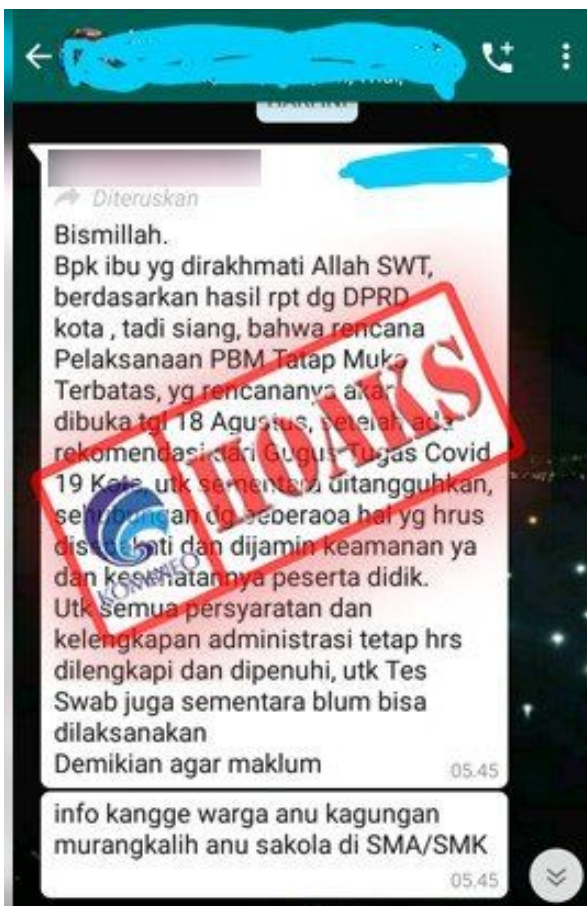 HARI INI
Diteruskan
Bismillah.
Bpk ibu yg dirakhmati Allah SWT,
berdasarkan hasil rpt dg DPRD
kota , tadi siang, bahwa rencana
Pelaksanaan PBM Tatap Muka
Terbatas, yg rencananya akan
dibuka tgl 18 Agustus, setelah ada
rekomendasi dari Gugus Tugas Covid
19 Kota, utk sementara ditangguhkan,
sehubungan dg beberaoa hal yg hrus
disepakati dan dijamin keamanan ya
dan kesehatannya peserta didik.
Utk semua persyaratan dan
kelengkapan administrasi tetap hrs
dilengkapi dan dipenuhi, utk Tes
Swab juga sementara blum bisa
dilaksanakan
Demikian agar maklum
05.45
HOAKS
KOMINFO
info kangge warga anu kagungan
murangkalih anu sakola di SMA/SMK
05.45